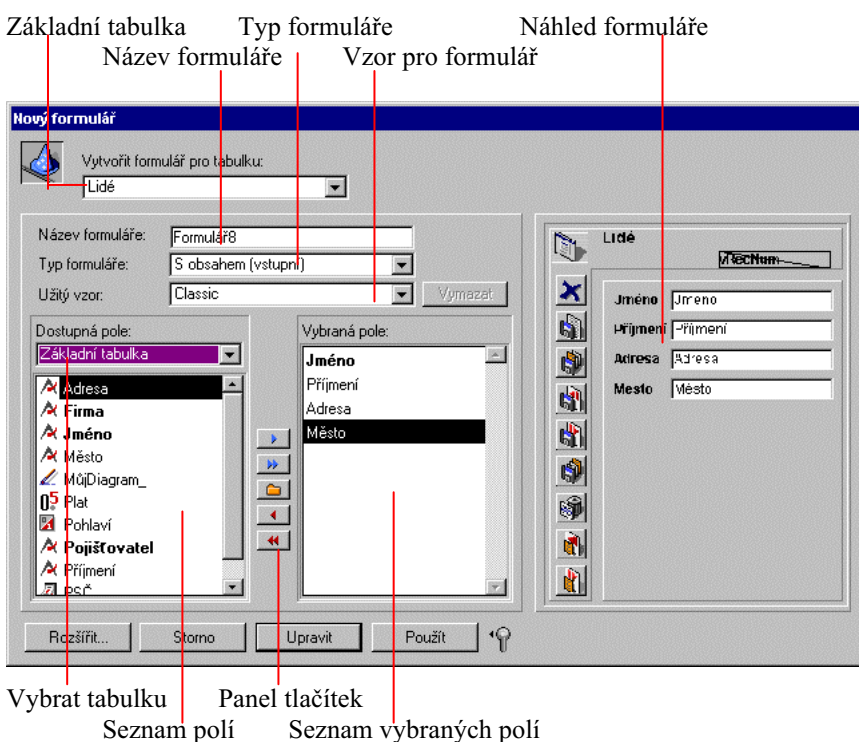 Základní tabulka Typ formuláře Náhled formuláře
Název formuláře Vzor pro formulář
Nový formulář
Vytvořit formulář pro tabulku:
Lidé
Název formuláře: Formulář8
Typ formuláře: S obsahem (vstupní)
Užitý vzor: Classic Vymazat
Dostupná pole:
Základní tabulka
Adresa
Firma
Jméno
Město
MůjDiagram_
Plat
Pohlaví
Pojišťovatel
Příjmení
PSČ
Vybraná pole:
Jméno
Příjmení
Adresa
Město
Lidé
vRecNum
Jméno Jméno
Příjmení Příjmení
Adresa Adresa
Mesto Město
Rozšířit... Storno Upravit Použít
Vybrat tabulku Panel tlačítek
Seznam polí Seznam vybraných polí